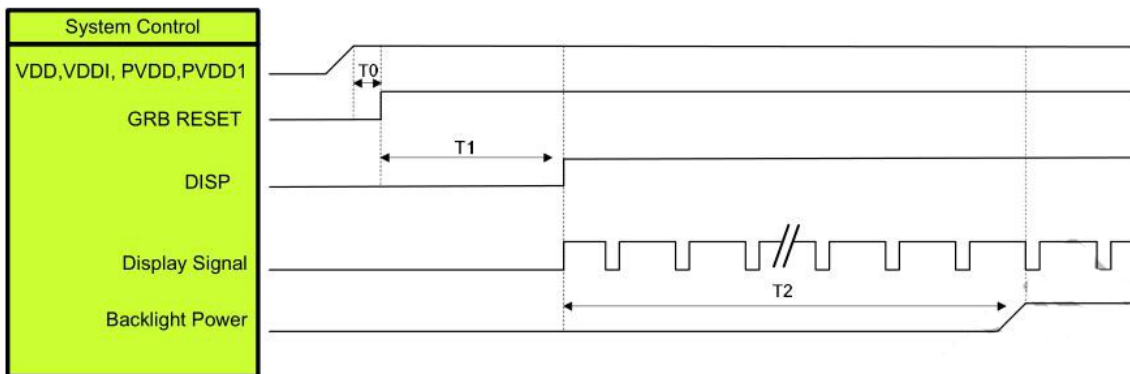 System Control
VDD,VDDI, PVDD,PVDD1
T0
GRB RESET
T1
DISP
Display Signal
T2
Backlight Power